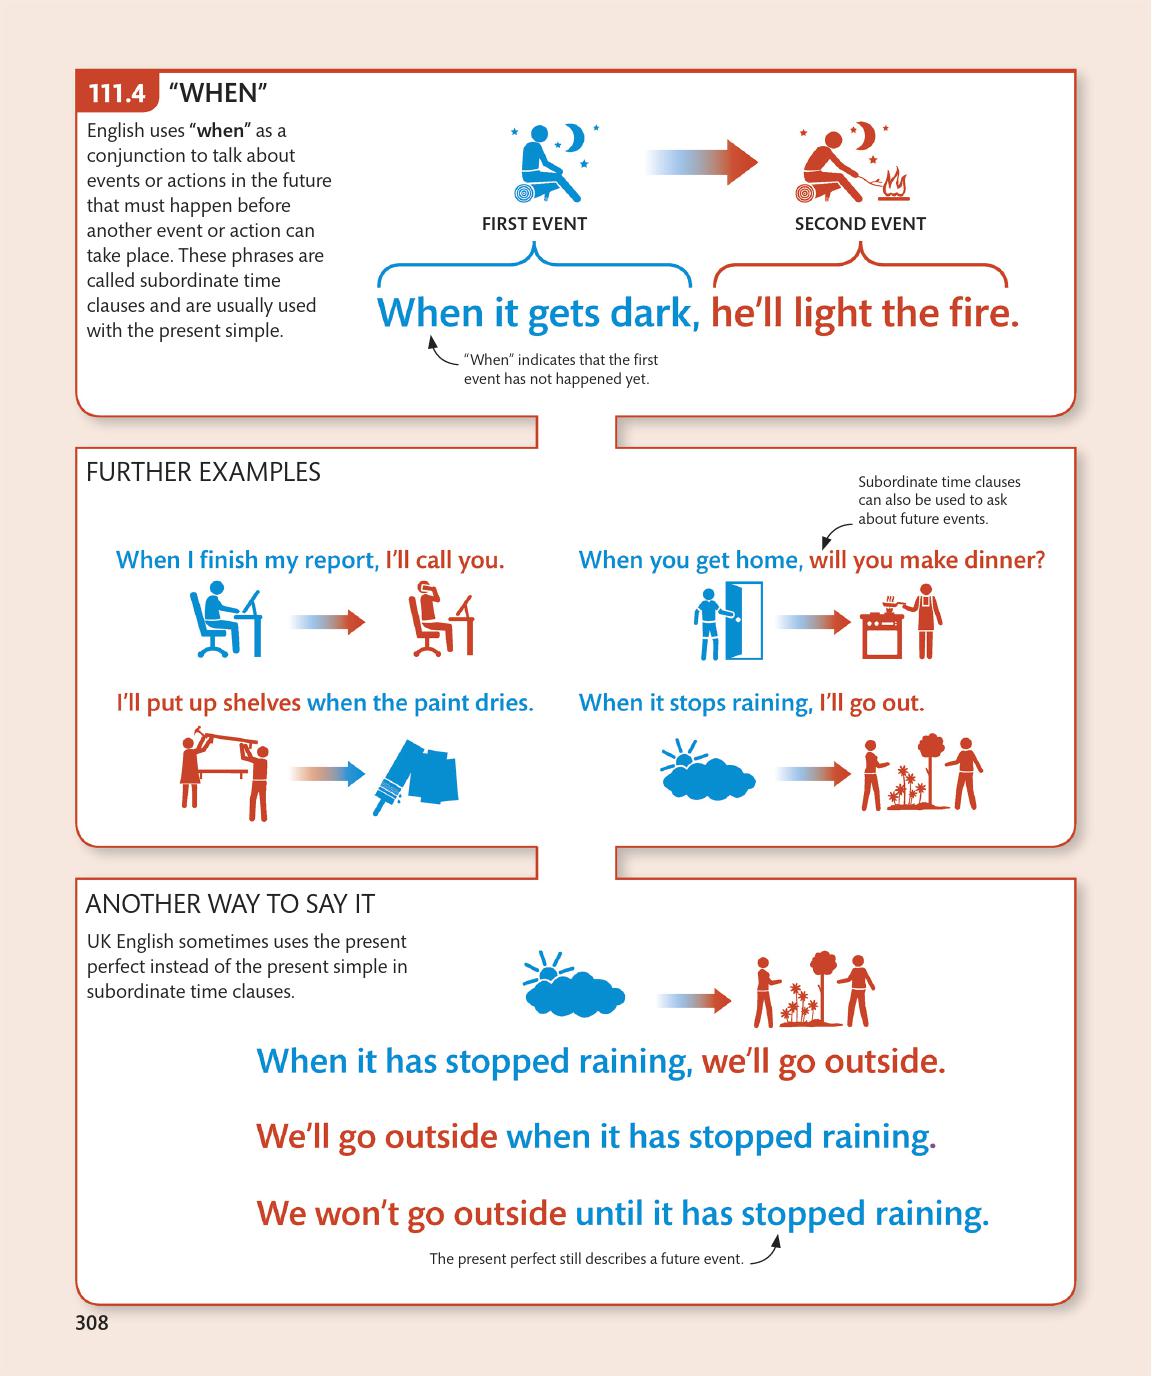 111.4 “WHEN”
English uses “when” as a
conjunction to talk about
events or actions in the future
that must happen before
another event or action can
take place. These phrases are
called subordinate time
clauses and are usually used
with the present simple.
FIRST EVENT
SECOND EVENT
When it gets dark, he’ll light the fire.
“When” indicates that the first
event has not happened yet.
FURTHER EXAMPLES
Subordinate time clauses
can also be used to ask
about future events.
When I finish my report, I’ll call you.
When you get home, will you make dinner?
I’ll put up shelves when the paint dries.
When it stops raining, I’ll go out.
ANOTHER WAY TO SAY IT
UK English sometimes uses the present
perfect instead of the present simple in
subordinate time clauses.
When it has stopped raining, we’ll go outside.
We’ll go outside when it has stopped raining.
We won’t go outside until it has stopped raining.
The present perfect still describes a future event.
308